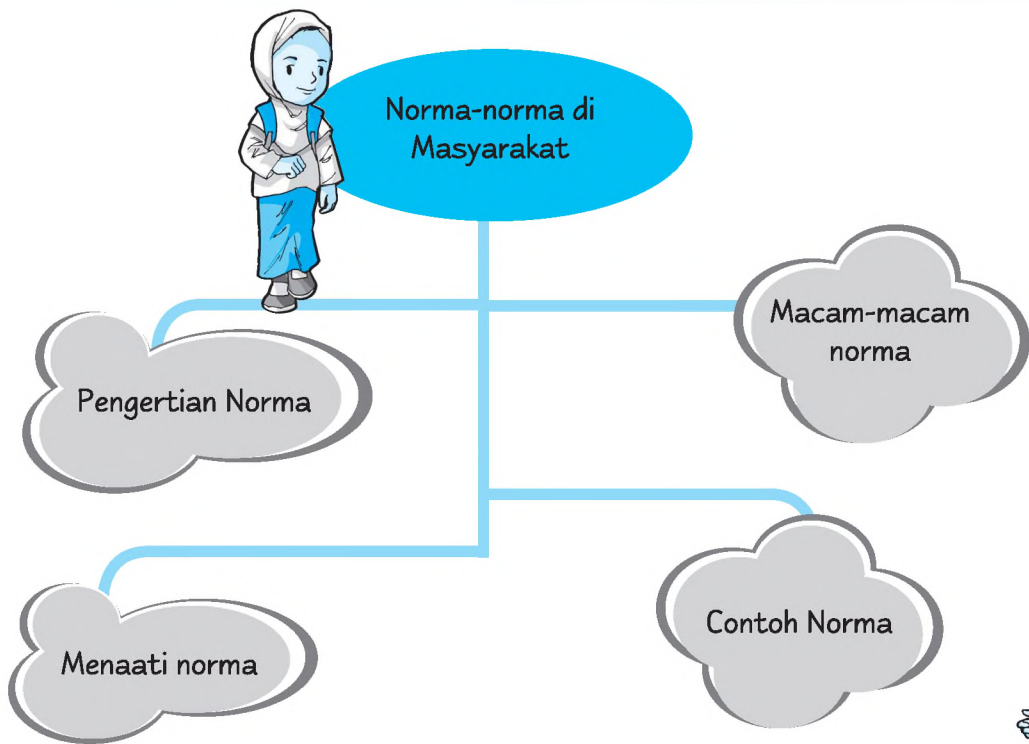 Norma-norma di
Masyarakat
Pengertian Norma
Macam-macam
norma
Menaati norma
Contoh Norma